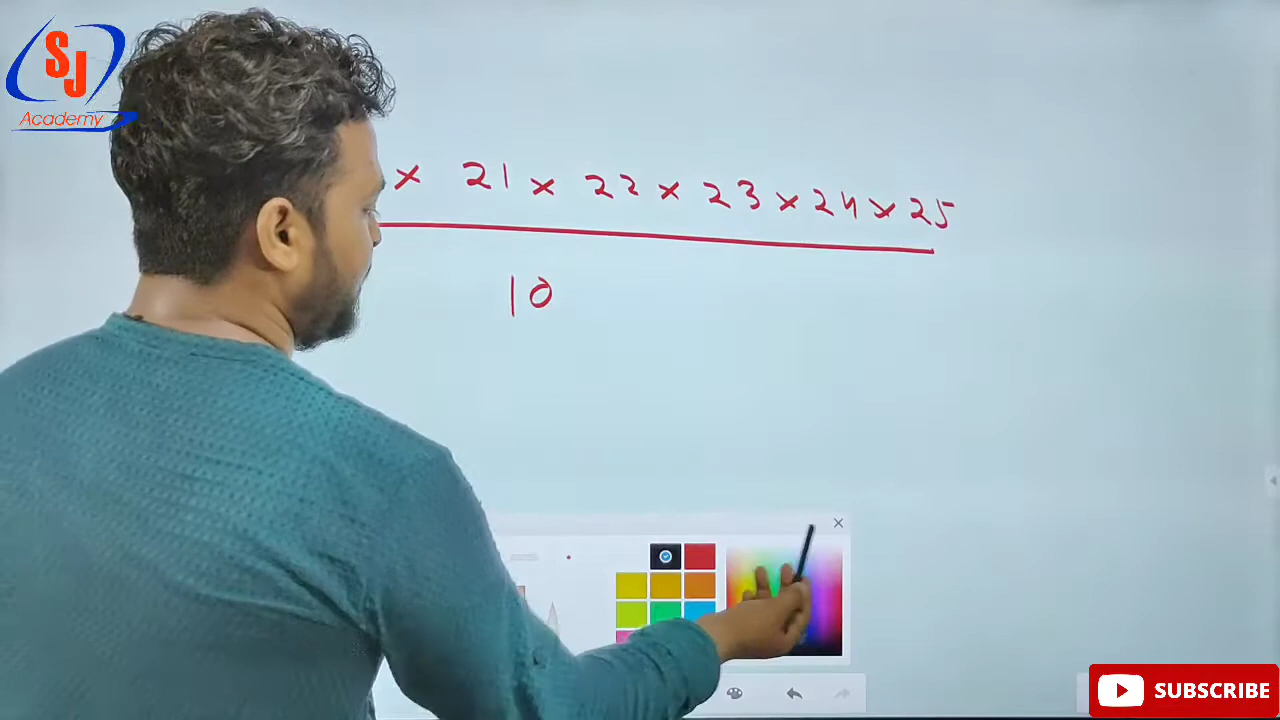 SJ
Academy
× 21 × 22 × 23 × 24 × 25
10
SUBSCRIBE